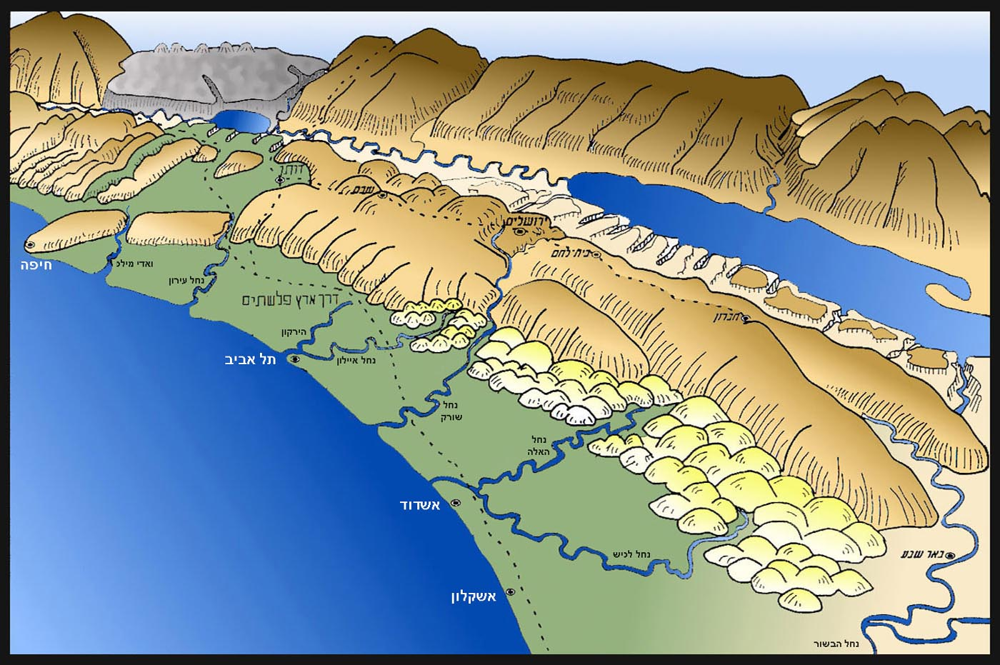 דותן
שכם
ירושלים
בית לחם
חיפה
ואדי מילכ
נחל עירון
דרך ארץ פלשתים
חברון
הירקון
תל אביב
נחל איילון
נחל
שורק
נחל
האלה
אשדוד
נחל לכיש
באר שבע
אשקלון
נחל הבשור